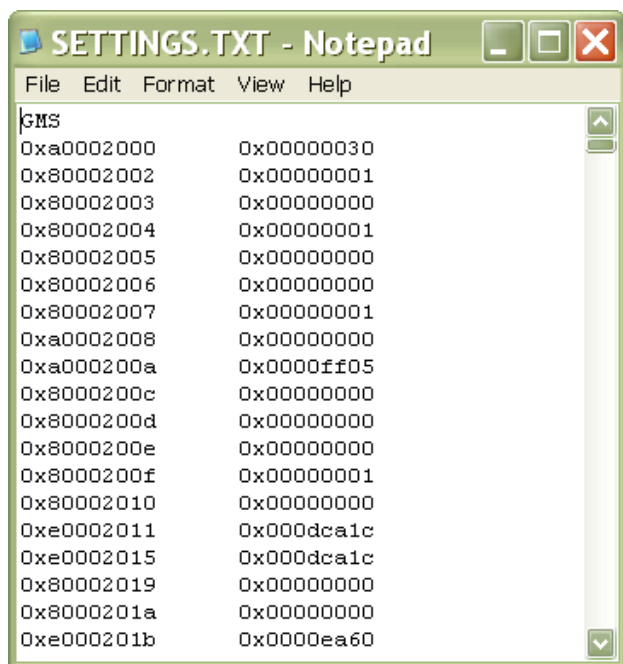 SETTINGS.TXT - Notepad
File Edit Format View Help
GMS
0xa0002000 0x00000030
0x80002002 0x00000001
0x80002003 0x00000000
0x80002004 0x00000001
0x80002005 0x00000000
0x80002006 0x00000000
0x80002007 0x00000001
0xa0002008 0x00000000
0xa000200a 0x0000ff05
0x8000200c 0x00000000
0x8000200d 0x00000000
0x8000200e 0x00000000
0x8000200f 0x00000001
0x80002010 0x00000000
0xe0002011 0x000dca1c
0xe0002015 0x000dca1c
0x80002019 0x00000000
0x8000201a 0x00000000
0xe000201b 0x0000ea60